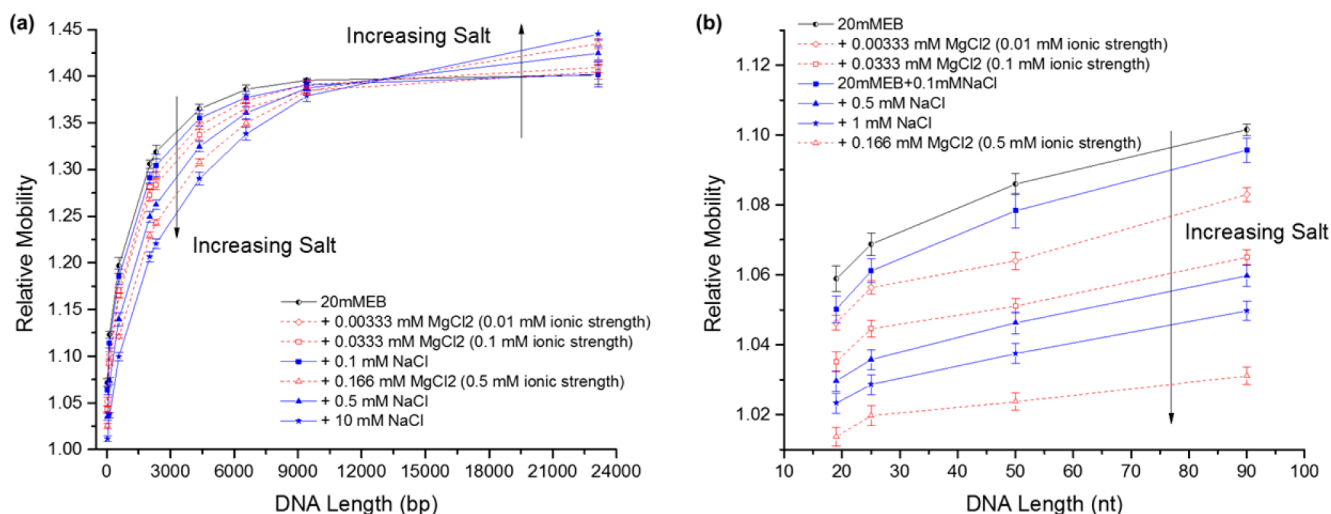 (a)
1.45
1.40
1.35
1.30
1.25
1.20
1.15
1.10
1.05
1.00
Relative Mobility
Increasing Salt
Increasing Salt
20mMEB
+ 0.00333 mM MgCl2 (0.01 mM ionic strength)
+ 0.0333 mM MgCl2 (0.1 mM ionic strength)
+ 0.1 mM NaCl
+ 0.166 mM MgCl2 (0.5 mM ionic strength)
+ 0.5 mM NaCl
+ 10 mM NaCl
0 3000 6000 9000 12000 15000 18000 21000 24000
DNA Length (bp)
(b)
20mMEB
+ 0.00333 mM MgCl2 (0.01 mM ionic strength)
+ 0.0333 mM MgCl2 (0.1 mM ionic strength)
20mMEB+0.1mMNaCl
+ 0.5 mM NaCl
+ 1 mM NaCl
+ 0.166 mM MgCl2 (0.5 mM ionic strength)
1.12
1.10
1.08
1.06
1.04
1.02
Relative Mobility
Increasing Salt
10 20 30 40 50 60 70 80 90 100
DNA Length (nt)